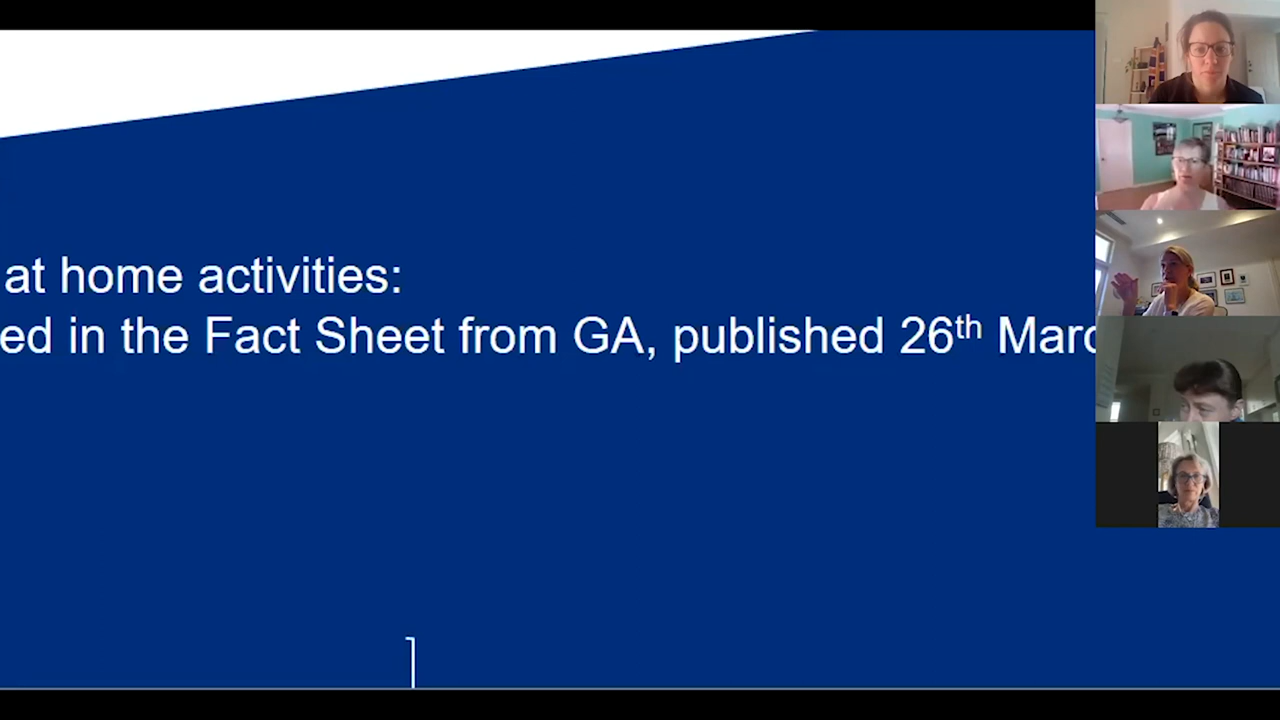 at home activities:
ed in the Fact Sheet from GA, published 26th Marc